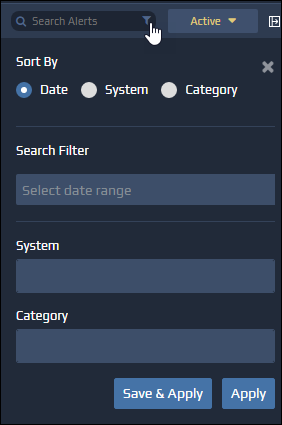 Search Alerts Active
Sort By
Date System Category
Search Filter
Select date range
System
Category
Save & Apply Apply